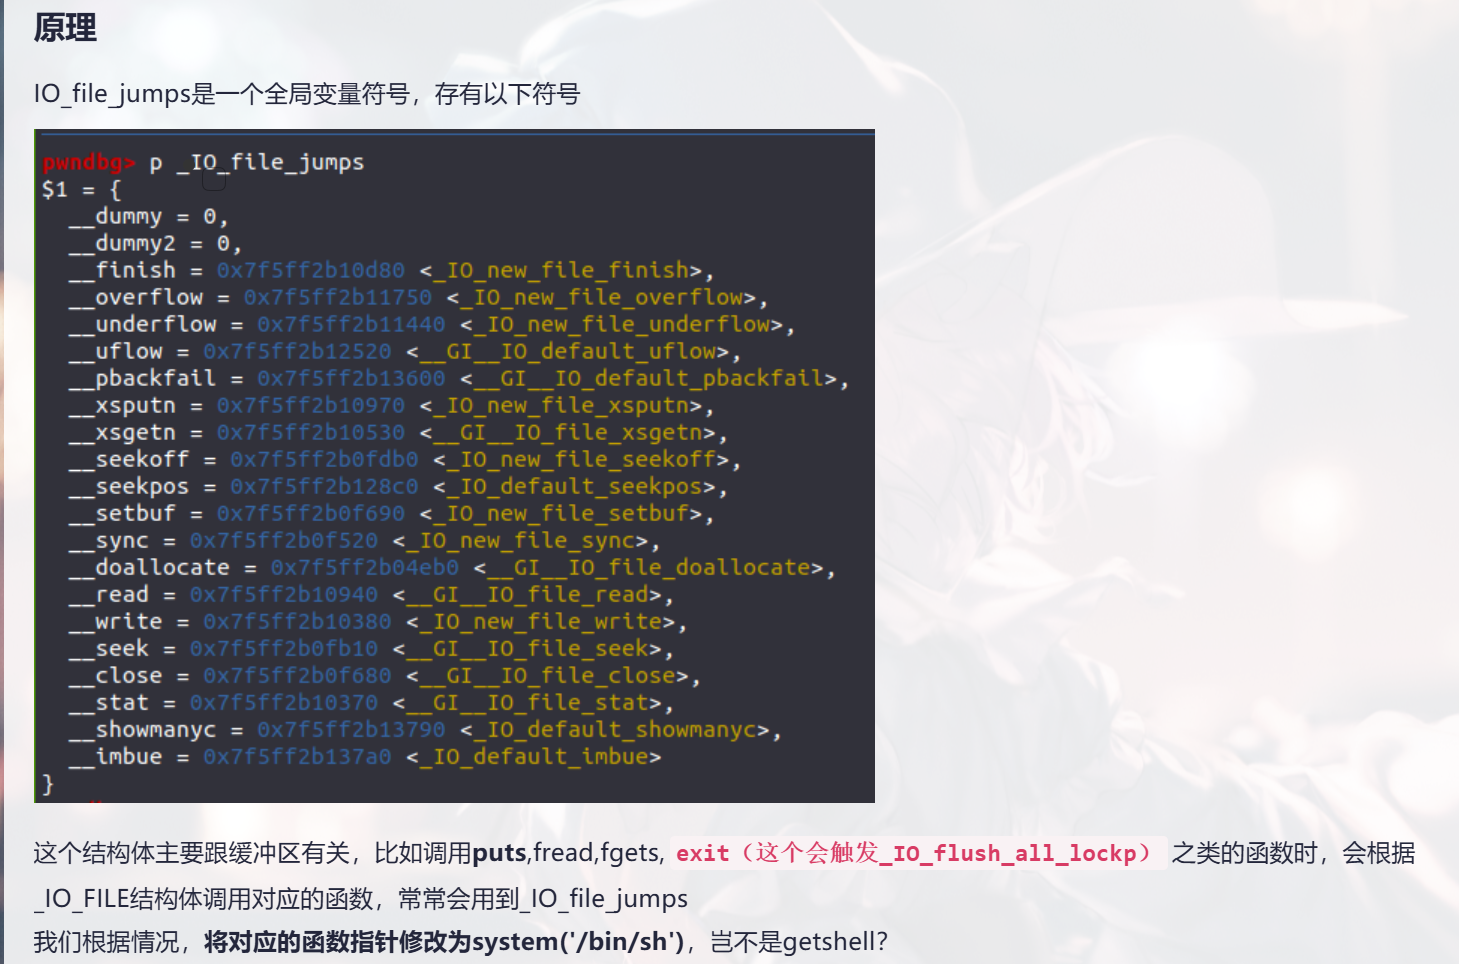 原理
IO_file_jumps是一个全局变量符号，存有以下符号
pwndbg> p _IO_file_jumps
$1 = {
  __dummy = 0,
  __dummy2 = 0,
  __finish = 0x7f5ff2b10d80 <_IO_new_file_finish>,
  __overflow = 0x7f5ff2b11750 <_IO_new_file_overflow>,
  __underflow = 0x7f5ff2b11440 <_IO_new_file_underflow>,
  __uflow = 0x7f5ff2b12520 <__GI__IO_default_uflow>,
  __pbackfail = 0x7f5ff2b13600 <__GI__IO_default_pbackfail>,
  __xsputn = 0x7f5ff2b10970 <_IO_new_file_xsputn>,
  __xsgetn = 0x7f5ff2b10530 <__GI__IO_file_xsgetn>,
  __seekoff = 0x7f5ff2b0fdb0 <_IO_new_file_seekoff>,
  __seekpos = 0x7f5ff2b128c0 <_IO_default_seekpos>,
  __setbuf = 0x7f5ff2b0f690 <_IO_new_file_setbuf>,
  __sync = 0x7f5ff2b0f520 <_IO_new_file_sync>,
  __doallocate = 0x7f5ff2b04eb0 <__GI__IO_file_doallocate>,
  __read = 0x7f5ff2b10940 <__GI__IO_file_read>,
  __write = 0x7f5ff2b10380 <_IO_new_file_write>,
  __seek = 0x7f5ff2b0fb10 <__GI__IO_file_seek>,
  __close = 0x7f5ff2b0f680 <__GI__IO_file_close>,
  __stat = 0x7f5ff2b10370 <__GI__IO_file_stat>,
  __showmanyc = 0x7f5ff2b13790 <_IO_default_showmanyc>,
  __imbue = 0x7f5ff2b137a0 <_IO_default_imbue>
}
这个结构体主要跟缓冲区有关，比如调用puts,fread,fgets, exit（这个会触发_IO_flush_all_lockp） 之类的函数时，会根据
_IO_FILE结构体调用对应的函数，常常会用到_IO_file_jumps
我们根据情况，将对应的函数指针修改为system('/bin/sh')，岂不是getshell？